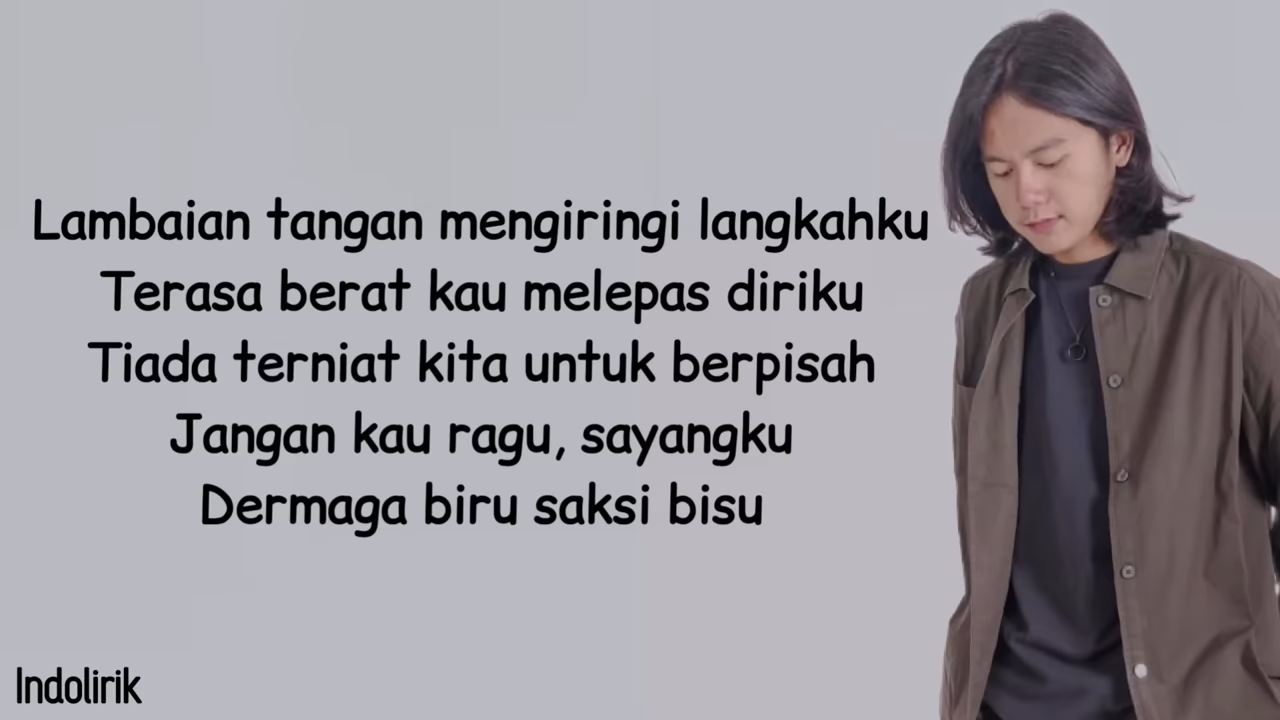 Lambaian tangan mengiringi langkahku
Terasa berat kau melepas diriku
Tiada terniat kita untuk berpisah
Jangan kau ragu, sayangku
Dermaga biru saksi bisu
Indolirik